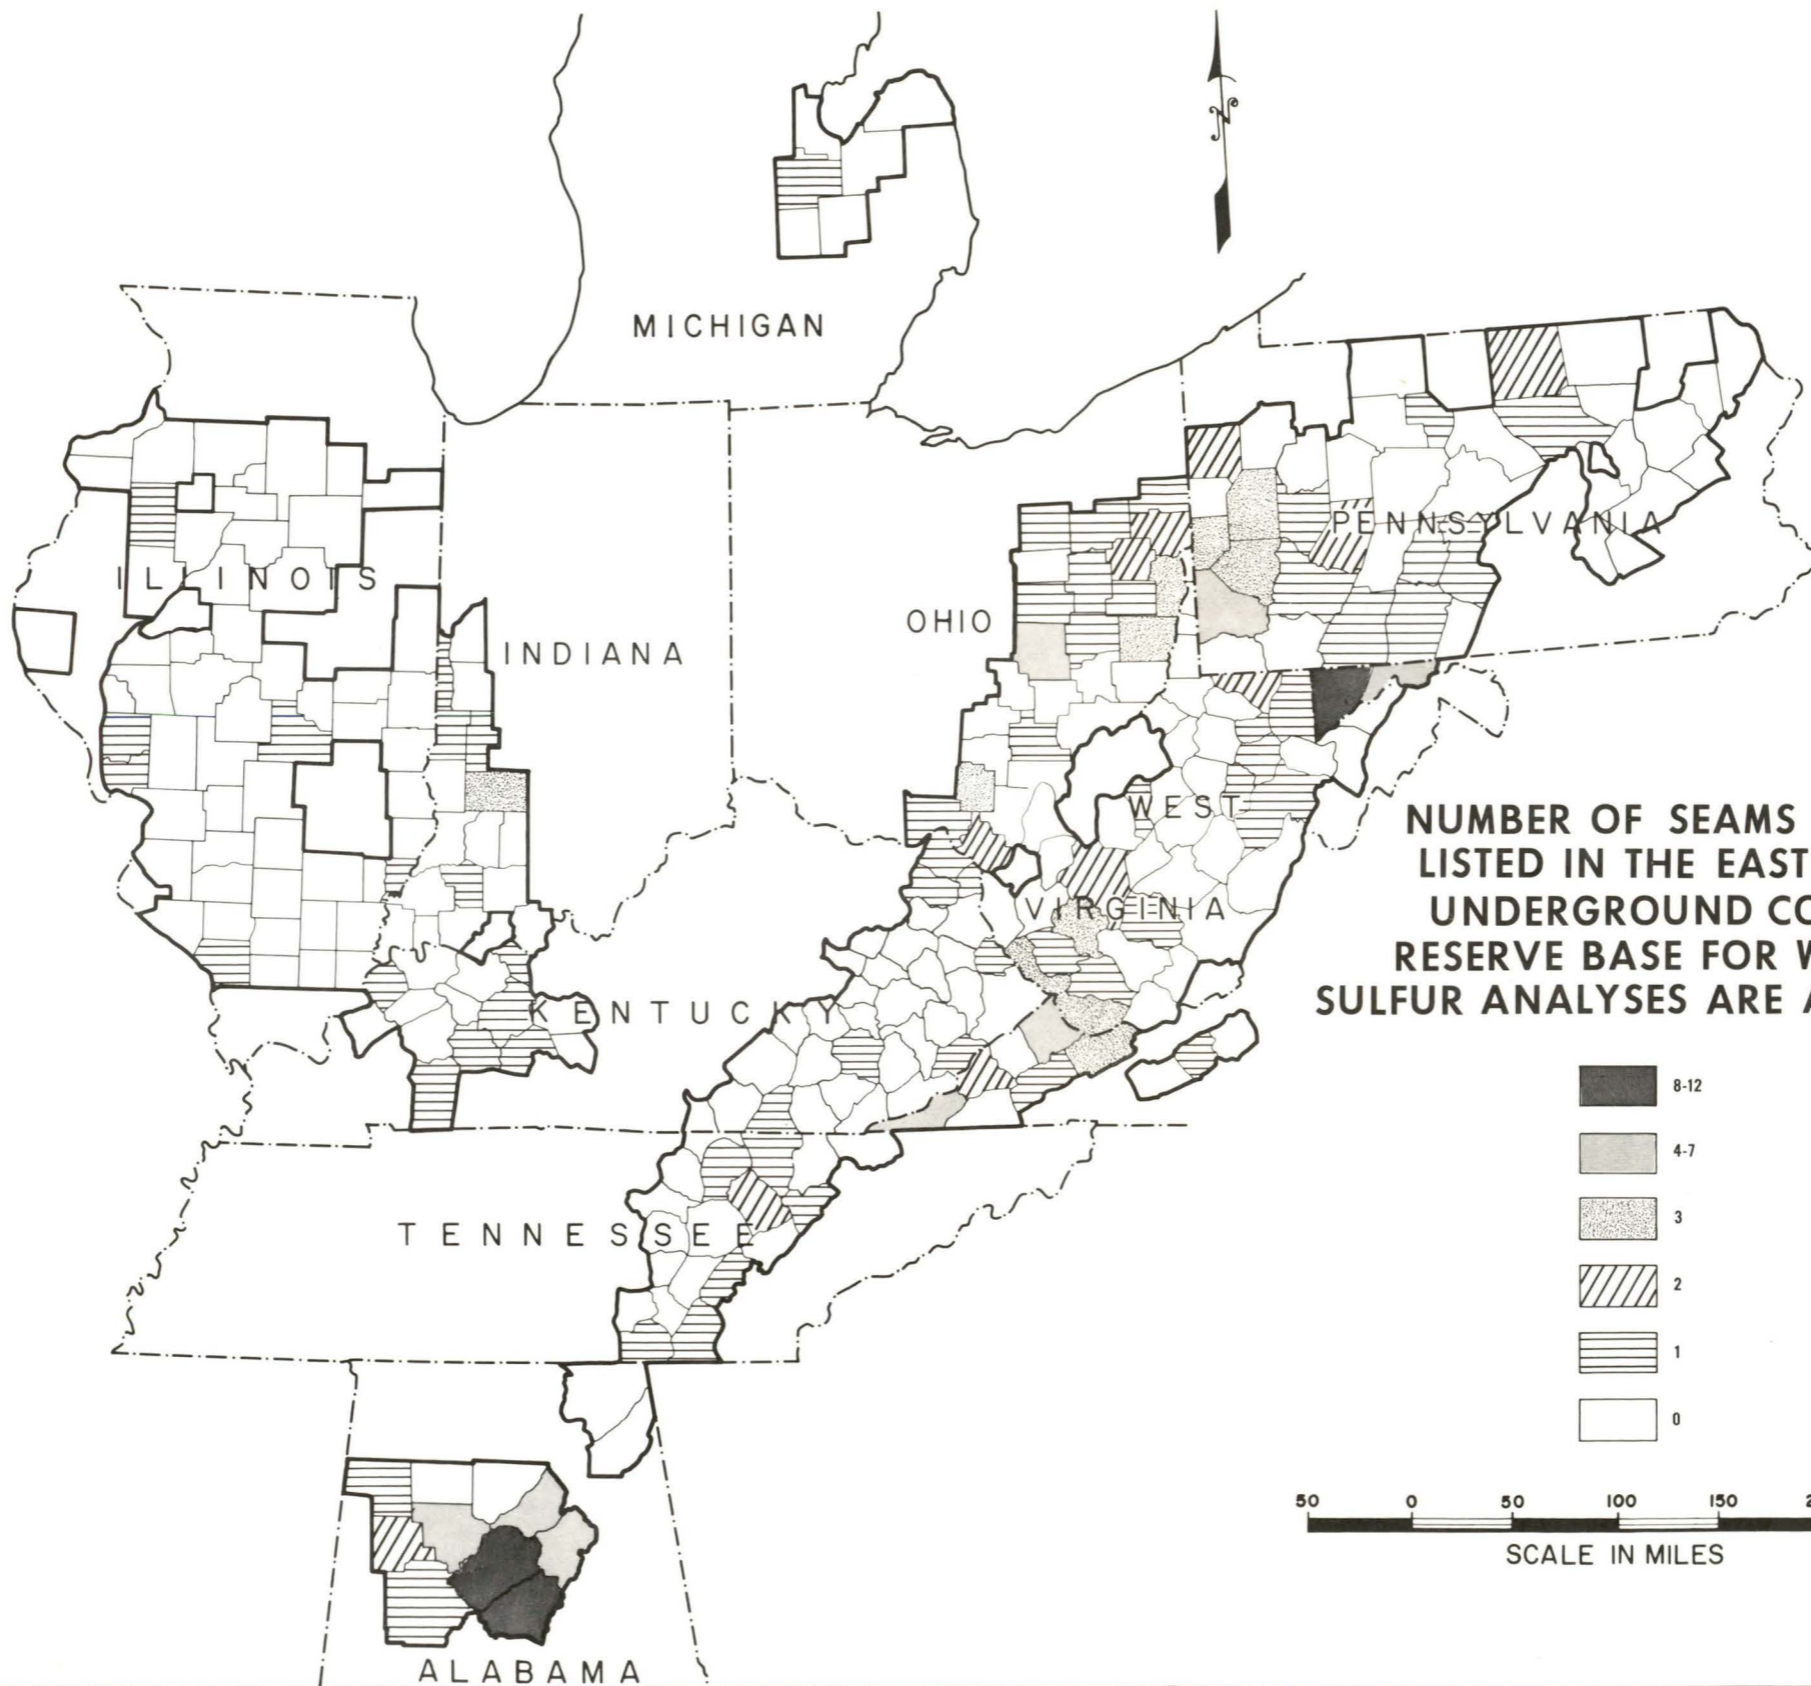 N
MICHIGAN
PENNSYLVANIA
ILLINOIS
OHIO
INDIANA
WEST
VIRGINIA
KENTUCKY
TENNESSEE
ALABAMA
NUMBER OF SEAMS
LISTED IN THE EAST
UNDERGROUND CO
RESERVE BASE FOR W
SULFUR ANALYSES ARE A
8-12
4-7
3
2
1
0
50 0 50 100 150 2
SCALE IN MILES